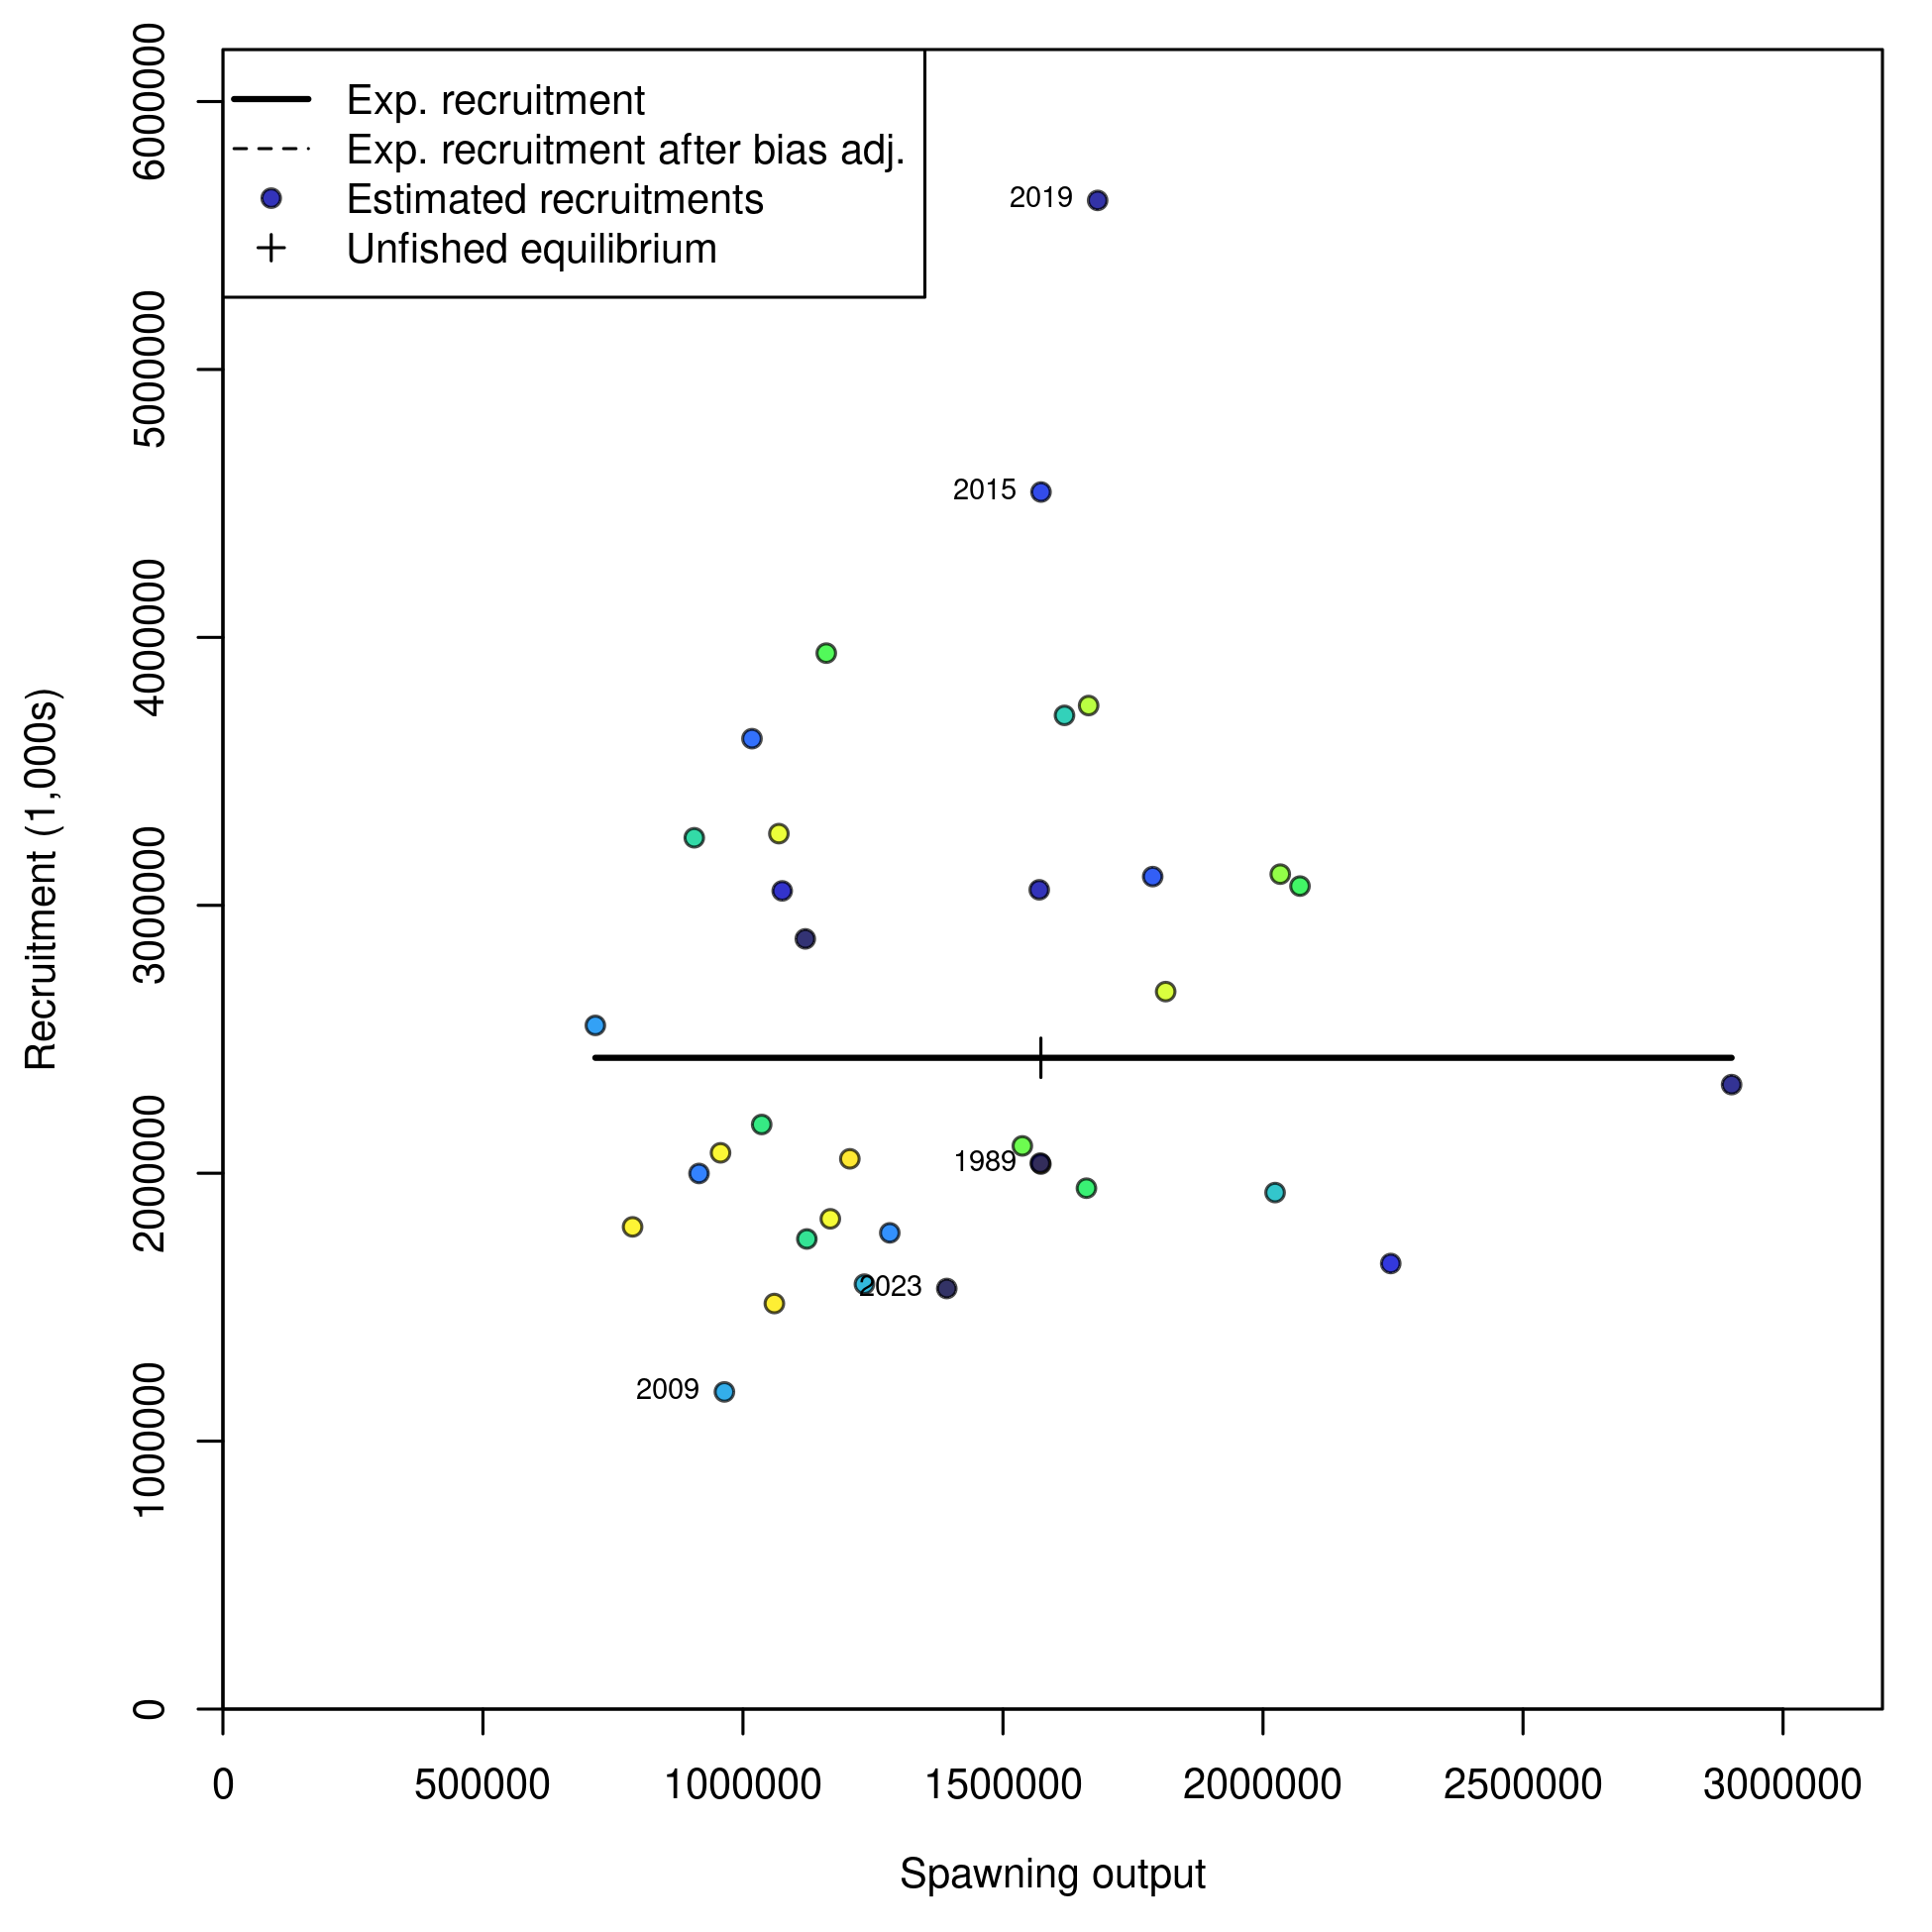 Exp. recruitment
Exp. recruitment after bias adj.
Estimated recruitments
Unfished equilibrium
2019
2015
1989
2023
2009
Recruitment (1,000s)
6000000
5000000
4000000
3000000
2000000
1000000
0
0 500000 1000000 1500000 2000000 2500000 3000000
Spawning output